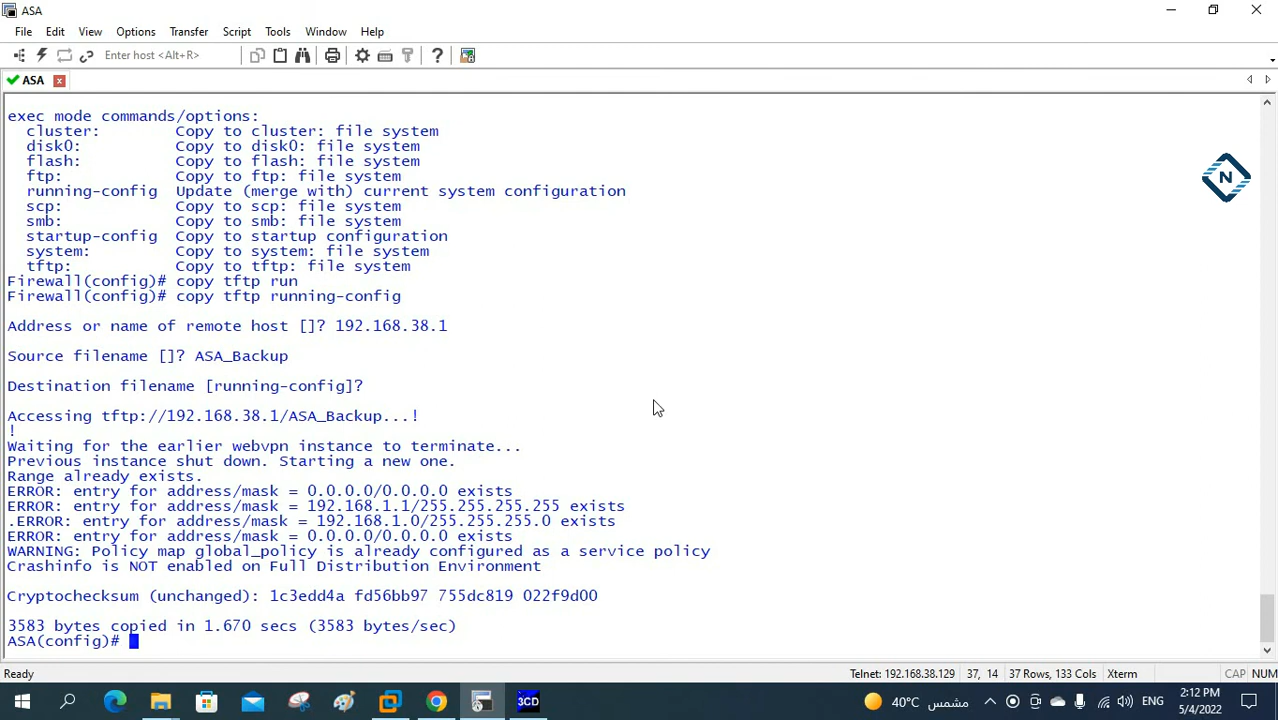 ASA
File Edit View Options Transfer Script Tools Window Help
Enter host <Alt+R>
ASA
exec mode commands/options:
cluster: Copy to cluster: file system
disk0: Copy to disk0: file system
flash: Copy to flash: file system
ftp: Copy to ftp: file system
running-config Update (merge with) current system configuration
scp: Copy to scp: file system
smb: Copy to smb: file system
startup-config Copy to startup configuration
system: Copy to system: file system
tftp: Copy to tftp: file system
Firewall(config)# copy tftp run
Firewall(config)# copy tftp running-config
Address or name of remote host []? 192.168.38.1
Source filename []? ASA_Backup
Destination filename [running-config]?
Accessing tftp://192.168.38.1/ASA_Backup...!
!
Waiting for the earlier webvpn instance to terminate...
Previous instance shut down. Starting a new one.
Range already exists.
ERROR: entry for address/mask = 0.0.0.0/0.0.0.0 exists
ERROR: entry for address/mask = 192.168.1.1/255.255.255.255 exists
.ERROR: entry for address/mask = 192.168.1.0/255.255.255.0 exists
ERROR: entry for address/mask = 0.0.0.0/0.0.0.0 exists
WARNING: Policy map global_policy is already configured as a service policy
Crashinfo is NOT enabled on Full Distribution Environment
Cryptochecksum (unchanged): 1c3edd4a fd56bb97 755dc819 022f9d00
3583 bytes copied in 1.670 secs (3583 bytes/sec)
ASA(config)#
N
Ready Telnet: 192.168.38.129 37, 14 37 Rows, 133 Cols Xterm CAP NUM
3CD 40°C مشمس ENG 2:12 PM
5/4/2022